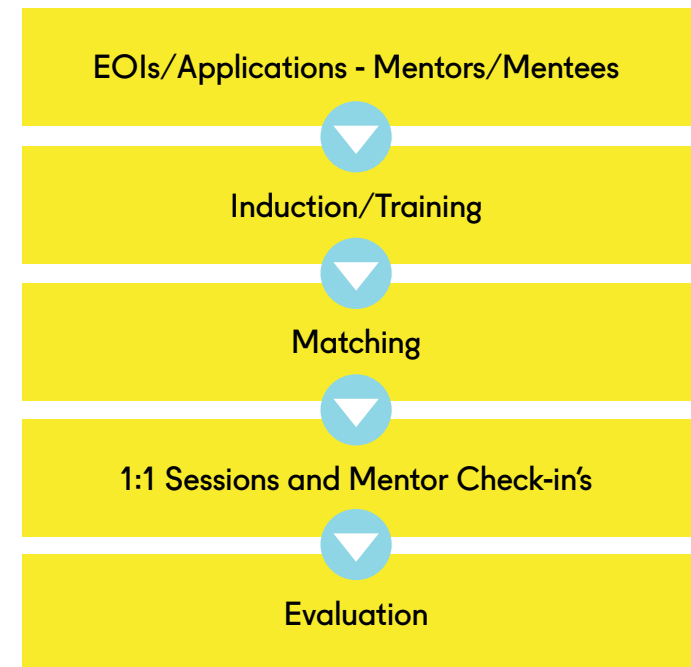 EOIs/Applications - Mentors/Mentees
Induction/Training
Matching
1:1 Sessions and Mentor Check-in’s
Evaluation